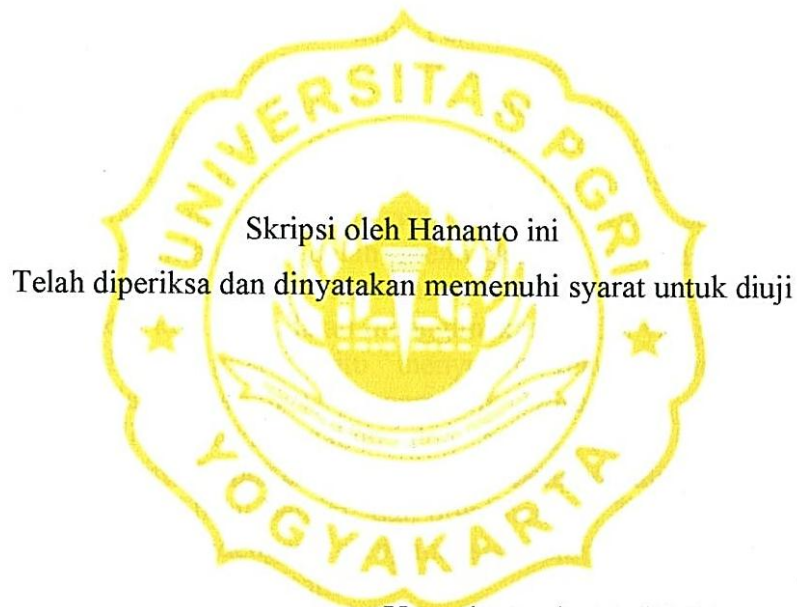 UNIVERSITAS PGRI
Skripsi oleh Hananto ini
Telah diperiksa dan dinyatakan memenuhi syarat untuk diuji
YOGYAKARTA